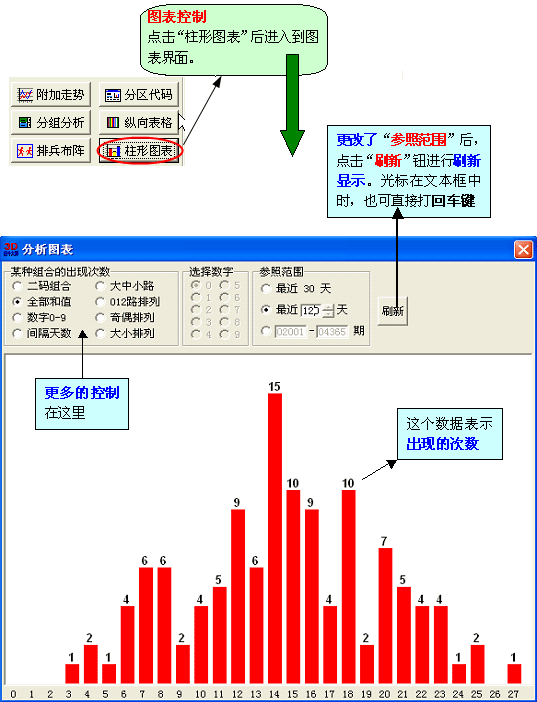 图表控制
点击“柱形图表”后进入到图
表界面。
附加走势 分区代码
分组分析 纵向表格
排兵布阵 柱形图表
更改了“参照范围”后，
点击“刷新”钮进行刷新
显示。光标在文本框中
时，也可直接打回车键
分析图表
某种组合的出现次数 选择数字 参照范围
二码组合 大中小路 0 5 最近 30 天
全部和值 012路排列 1 6
数字0-9 奇偶排列 2 7 最近 120 天 刷新
间隔天数 大小排列 3 8
4 9 02001 - 04365 期
更多的控制
在这里
这个数据表示
出现的次数
1 2 1 4 6 6 2 4 5 9 6 15 10 9 4 10 2 7 5 4 4 1 2 1
0 1 2 3 4 5 6 7 8 9 10 11 12 13 14 15 16 17 18 19 20 21 22 23 24 25 26 27